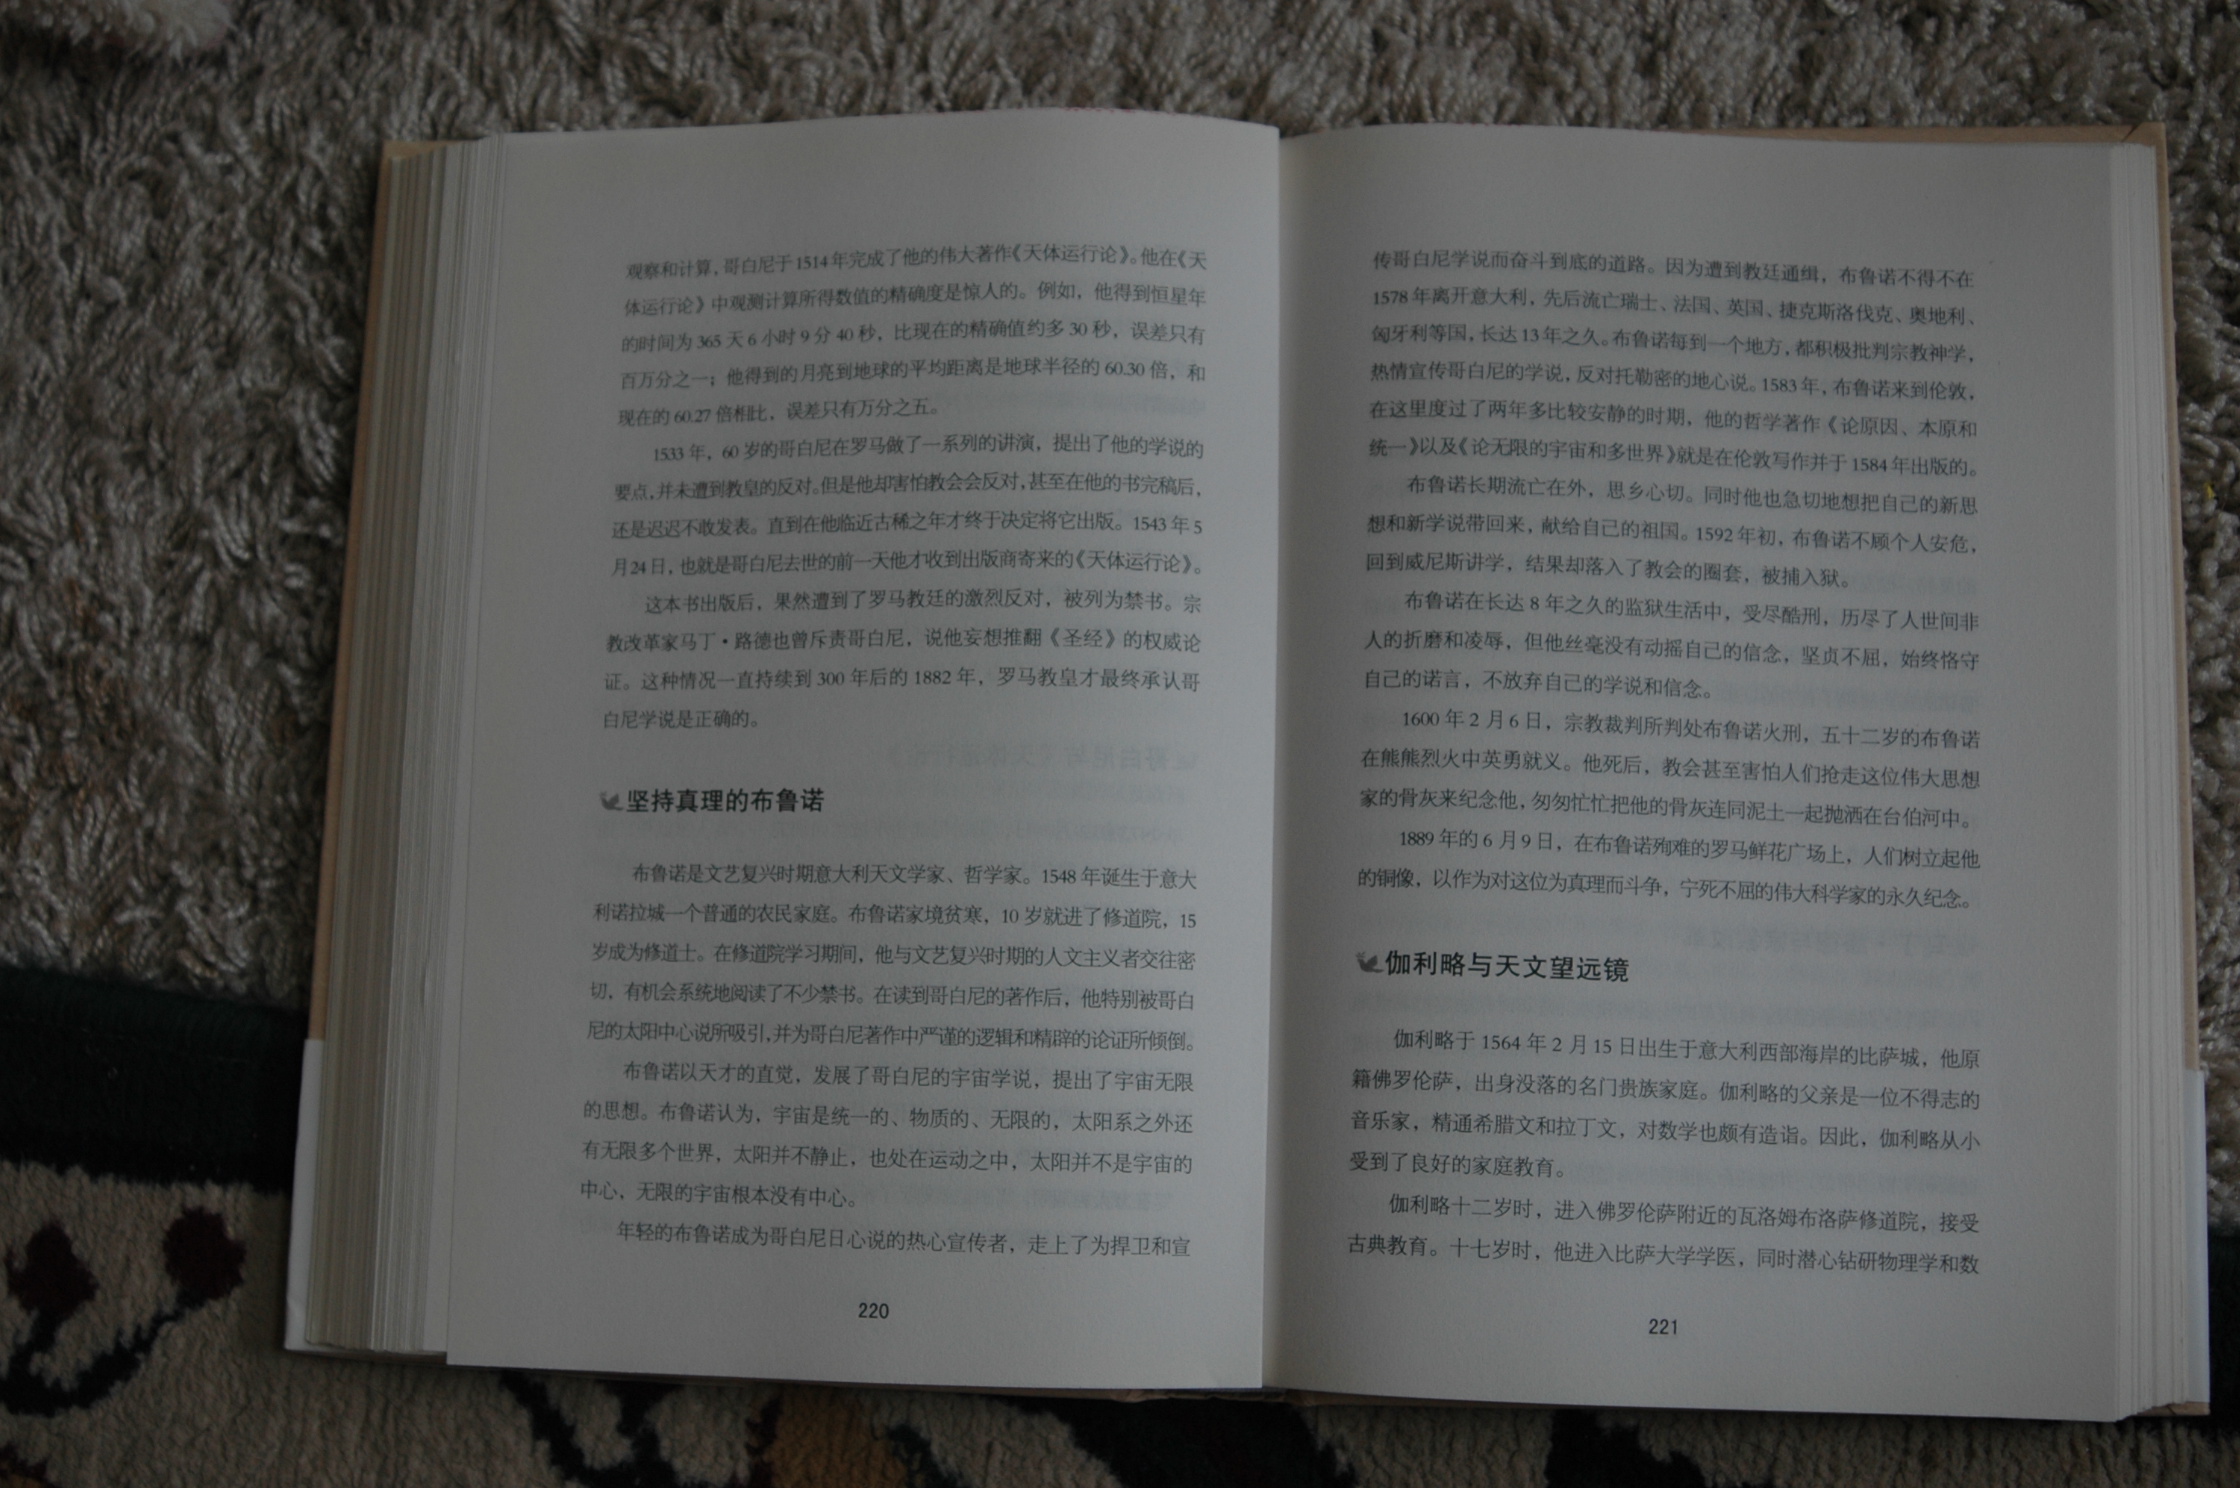 观察和计算，哥白尼于1514年完成了他的伟大著作《天体运行论》。他在《天
体运行论》中观测计算所得数值的精确度是惊人的。例如，他得到恒星年
的时间为365天6小时9分40秒，比现在的精确值约多30秒，误差只有
百万分之一；他得到的月亮到地球的平均距离是地球半径的60.30倍，和
现在的60.27倍相比，误差只有万分之五。
1533年，60岁的哥白尼在罗马做了一系列的讲演，提出了他的学说的
要点，并未遭到教皇的反对。但是他却害怕教会会反对，甚至在他的书完稿后，
还是迟迟不敢发表。直到在他临近古稀之年才终于决定将它出版。1543年5
月24日，也就是哥白尼去世的前一天他才收到出版商寄来的《天体运行论》。
这本书出版后，果然遭到了罗马教廷的激烈反对，被列为禁书。宗
教改革家马丁·路德也曾斥责哥白尼，说他妄想推翻《圣经》的权威论
证。这种情况一直持续到300年后的1882年，罗马教皇才最终承认哥
白尼学说是正确的。
坚持真理的布鲁诺
布鲁诺是文艺复兴时期意大利天文学家、哲学家。1548年诞生于意大
利诺拉城一个普通的农民家庭。布鲁诺家境贫寒，10岁就进了修道院，15
岁成为修道士。在修道院学习期间，他与文艺复兴时期的人文主义者交往密
切，有机会系统地阅读了不少禁书。在读到哥白尼的著作后，他特别被哥白
尼的太阳中心说所吸引，并为哥白尼著作中严谨的逻辑和精辟的论证所倾倒。
布鲁诺以天才的直觉，发展了哥白尼的宇宙学说，提出了宇宙无限
的思想。布鲁诺认为，宇宙是统一的、物质的、无限的，太阳系之外还
有无限多个世界，太阳并不静止，也处在运动之中，太阳并不是宇宙的
中心，无限的宇宙根本没有中心。
年轻的布鲁诺成为哥白尼日心说的热心宣传者，走上了为捍卫和宣
220
传哥白尼学说而奋斗到底的道路。因为遭到教廷通缉，布鲁诺不得不在
1578年离开意大利，先后流亡瑞士、法国、英国、捷克斯洛伐克、奥地利、
匈牙利等国，长达13年之久。布鲁诺每到一个地方，都积极批判宗教神学，
热情宣传哥白尼的学说，反对托勒密的地心说。1583年，布鲁诺来到伦敦，
在这里度过了两年多比较安静的时期，他的哲学著作《论原因、本原和
统一》以及《论无限的宇宙和多世界》就是在伦敦写作并于1584年出版的。
布鲁诺长期流亡在外，思乡心切。同时他也急切地想把自己的新思
想和新学说带回来，献给自己的祖国。1592年初，布鲁诺不顾个人安危，
回到威尼斯讲学，结果却落入了教会的圈套，被捕入狱。
布鲁诺在长达8年之久的监狱生活中，受尽酷刑，历尽了人世间非
人的折磨和凌辱，但他丝毫没有动摇自己的信念，坚贞不屈，始终恪守
自己的诺言，不放弃自己的学说和信念。
1600年2月6日，宗教裁判所判处布鲁诺火刑，五十二岁的布鲁诺
在熊熊烈火中英勇就义。他死后，教会甚至害怕人们抢走这位伟大思想
家的骨灰来纪念他，匆匆忙忙把他的骨灰连同泥土一起抛洒在台伯河中。
1889年的6月9日，在布鲁诺殉难的罗马鲜花广场上，人们树立起他
的铜像，以作为对这位为真理而斗争，宁死不屈的伟大科学家的永久纪念。
伽利略与天文望远镜
伽利略于1564年2月15日出生于意大利西部海岸的比萨城，他原
籍佛罗伦萨，出身没落的名门贵族家庭。伽利略的父亲是一位不得志的
音乐家，精通希腊文和拉丁文，对数学也颇有造诣。因此，伽利略从小
受到了良好的家庭教育。
伽利略十二岁时，进入佛罗伦萨附近的瓦洛姆布洛萨修道院，接受
古典教育。十七岁时，他进入比萨大学学医，同时潜心钻研物理学和数
221